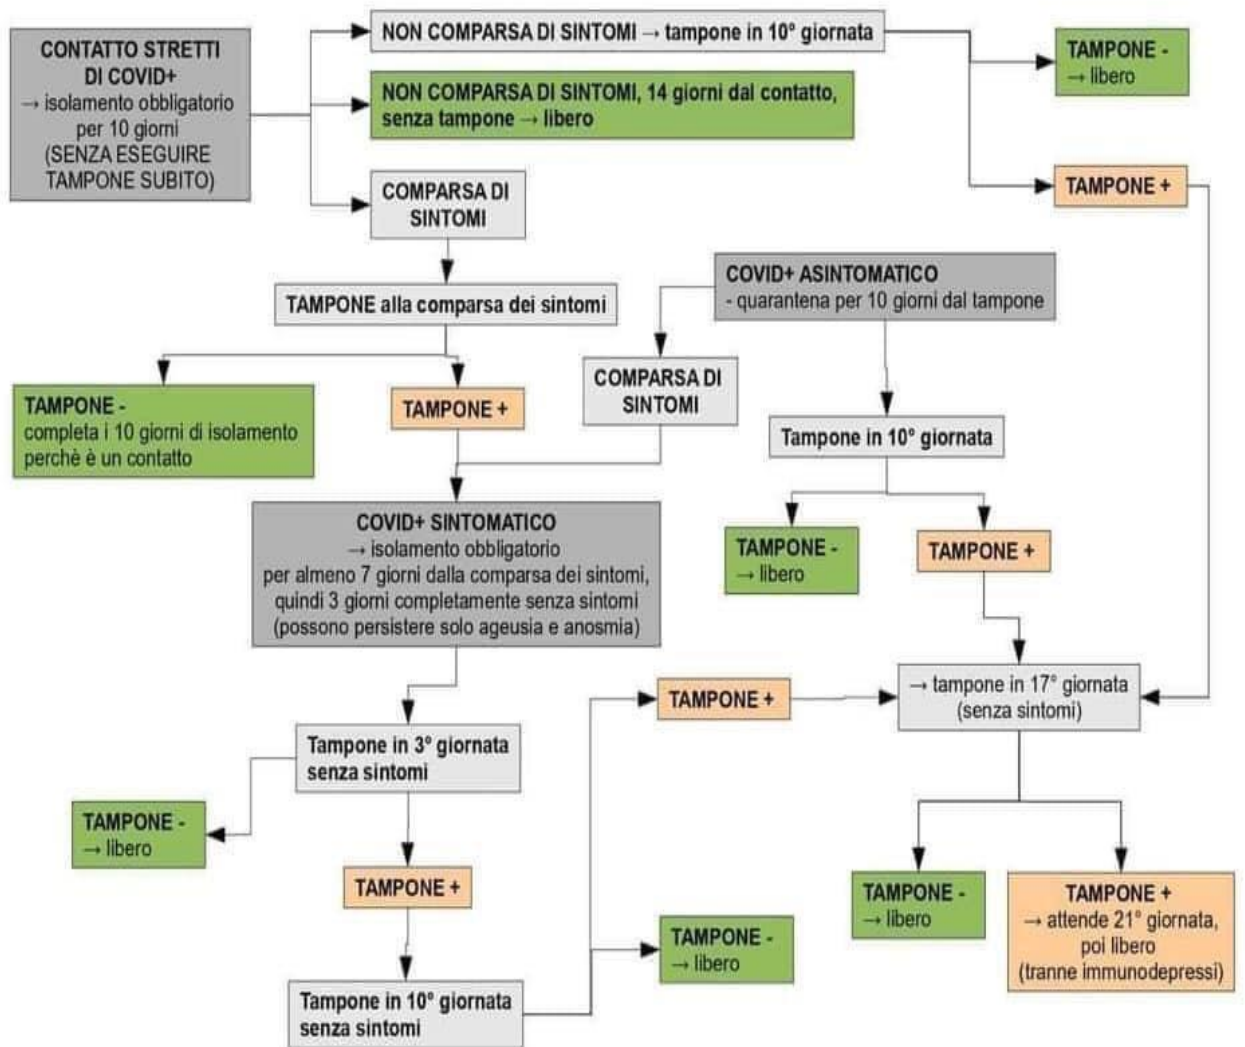 CONTATTO STRETTI
DI COVID+
→ isolamento obbligatorio
per 10 giorni
(SENZA ESEGUIRE
TAMPONE SUBITO)
NON COMPARSA DI SINTOMI → tampone in 10° giornata
TAMPONE -
→ libero
NON COMPARSA DI SINTOMI, 14 giorni dal contatto,
senza tampone → libero
TAMPONE +
COMPARSA DI
SINTOMI
TAMPONE alla comparsa dei sintomi
COVID+ ASINTOMATICO
- quarantena per 10 giorni dal tampone
TAMPONE -
completa i 10 giorni di isolamento
perchè è un contatto
TAMPONE +
COMPARSA DI
SINTOMI
Tampone in 10° giornata
COVID+ SINTOMATICO
→ isolamento obbligatorio
per almeno 7 giorni dalla comparsa dei sintomi,
quindi 3 giorni completamente senza sintomi
(possono persistere solo ageusia e anosmia)
TAMPONE -
→ libero
TAMPONE +
TAMPONE +
→ tampone in 17° giornata
(senza sintomi)
Tampone in 3° giornata
senza sintomi
TAMPONE -
→ libero
TAMPONE +
TAMPONE -
→ libero
TAMPONE +
→ attende 21° giornata,
poi libero
(tranne immunodepressi)
TAMPONE -
→ libero
Tampone in 10° giornata
senza sintomi